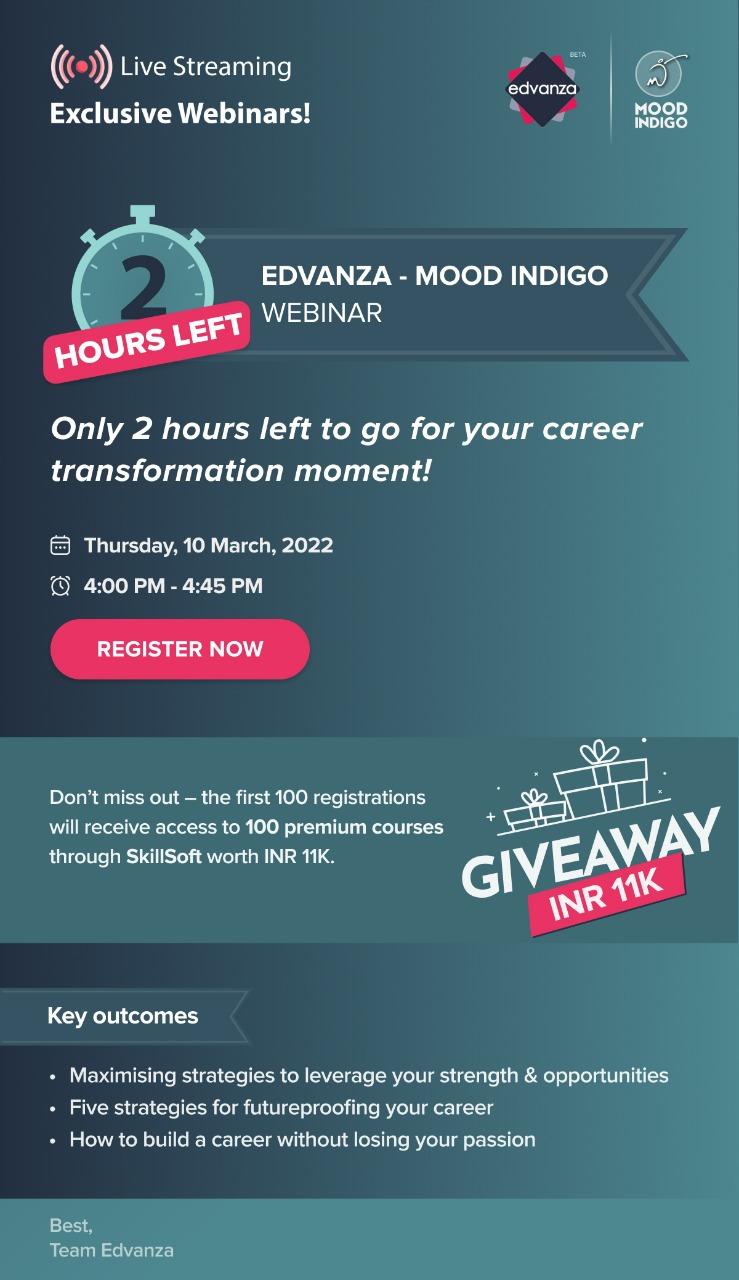 Live Streaming
Exclusive Webinars!
BETA
edvanza
MOOD
INDIGO
2
HOURS LEFT
EDVANZA - MOOD INDIGO
WEBINAR
Only 2 hours left to go for your career
transformation moment!
Thursday, 10 March, 2022
4:00 PM - 4:45 PM
REGISTER NOW
Don’t miss out – the first 100 registrations
will receive access to 100 premium courses
through SkillSoft worth INR 11K.
GIVEAWAY
INR 11K
Key outcomes
• Maximising strategies to leverage your strength & opportunities
• Five strategies for futureproofing your career
• How to build a career without losing your passion
Best,
Team Edvanza